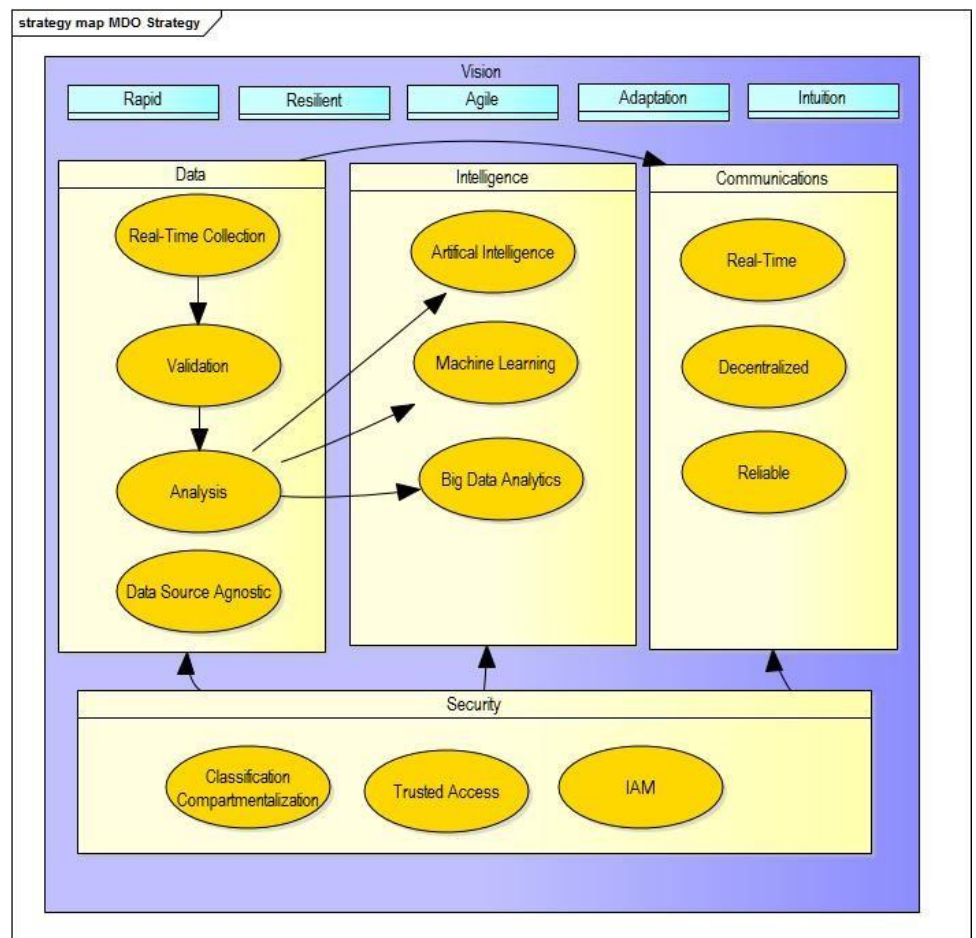 strategy map MDO Strategy
Vision
Rapid
Resilient
Agile
Adaptation
Intuition
Data
Real-Time Collection
Validation
Analysis
Data Source Agnostic
Intelligence
Artifical Intelligence
Machine Learning
Big Data Analytics
Communications
Real-Time
Decentralized
Reliable
Security
Classification
Compartmentalization
Trusted Access
IAM